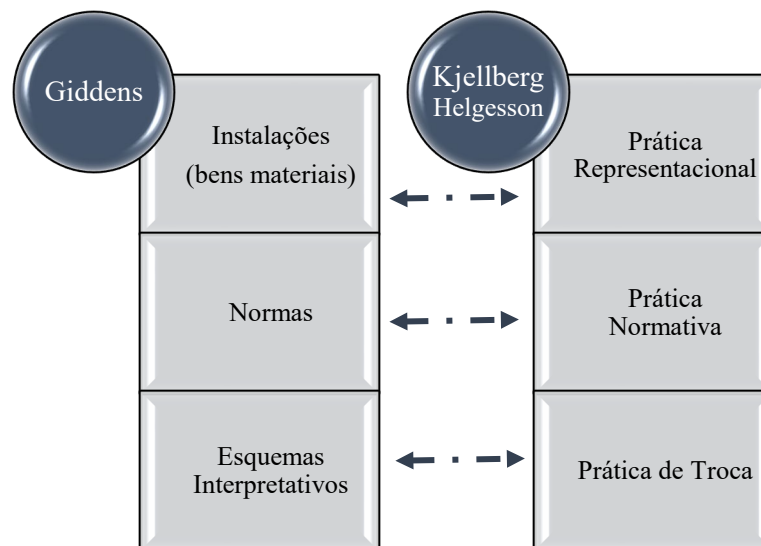 Giddens
Instalações
(bens materiais)
Normas
Esquemas
Interpretativos
Kjellberg
Helgesson
Prática
Representacional
Prática
Normativa
Prática de Troca